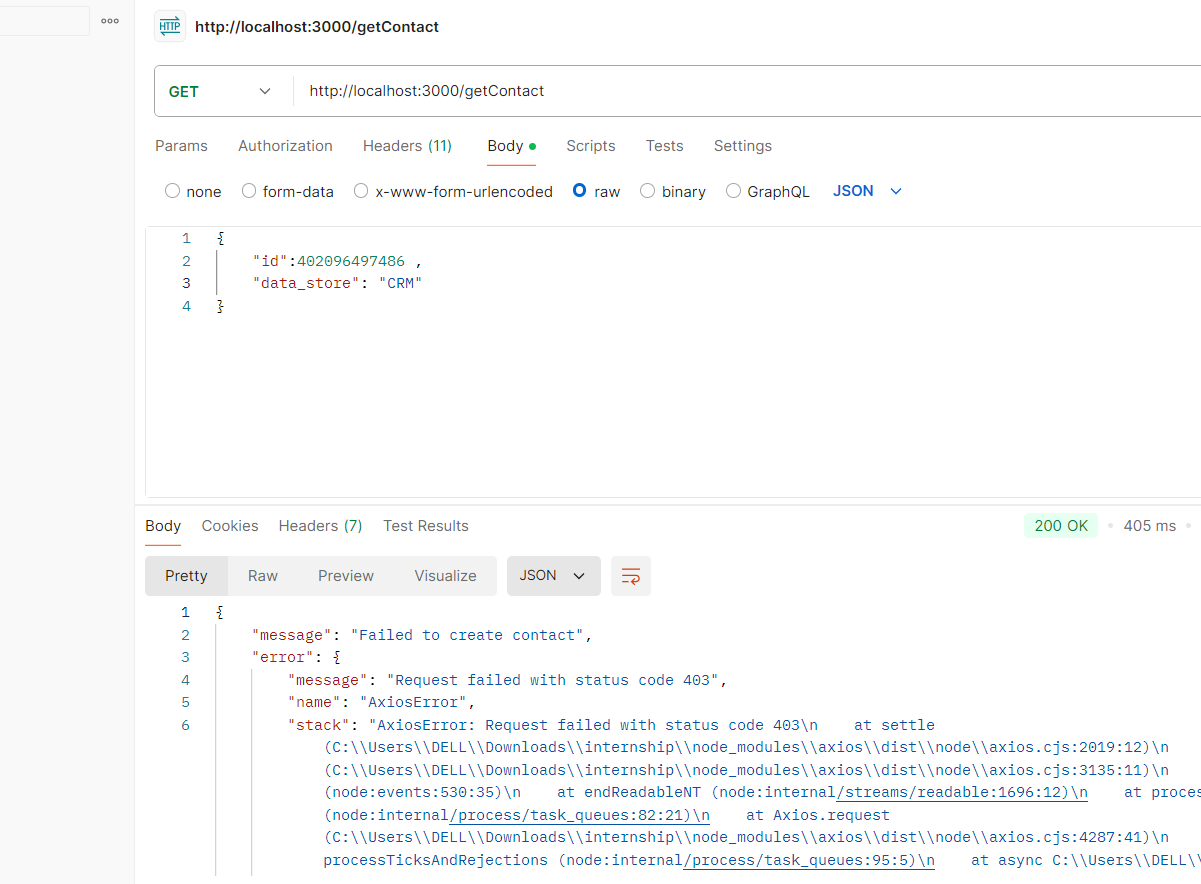 HTTP http://localhost:3000/getContact
GET http://localhost:3000/getContact
Params Authorization Headers (11) Body Scripts Tests Settings
none form-data x-www-form-urlencoded raw binary GraphQL JSON
1 {
2 "id":402096497486 ,
3 "data_store": "CRM"
4 }
Body Cookies Headers (7) Test Results 200 OK 405 ms
Pretty Raw Preview Visualize JSON
1 {
2 "message": "Failed to create contact",
3 "error": {
4 "message": "Request failed with status code 403",
5 "name": "AxiosError",
6 "stack": "AxiosError: Request failed with status code 403\n    at settle
(C:\\Users\\DELL\\Downloads\\internship\\node_modules\\axios\\dist\\node\\axios.cjs:2019:12)\n
(C:\\Users\\DELL\\Downloads\\internship\\node_modules\\axios\\dist\\node\\axios.cjs:3135:11)\n
(node:events:530:35)\n    at endReadableNT (node:internal/streams/readable:1696:12)\n    at proces
(node:internal/process/task_queues:82:21)\n    at Axios.request
(C:\\Users\\DELL\\Downloads\\internship\\node_modules\\axios\\dist\\node\\axios.cjs:4287:41)\n
processTicksAndRejections (node:internal/process/task_queues:95:5)\n    at async C:\\Users\\DELL\\